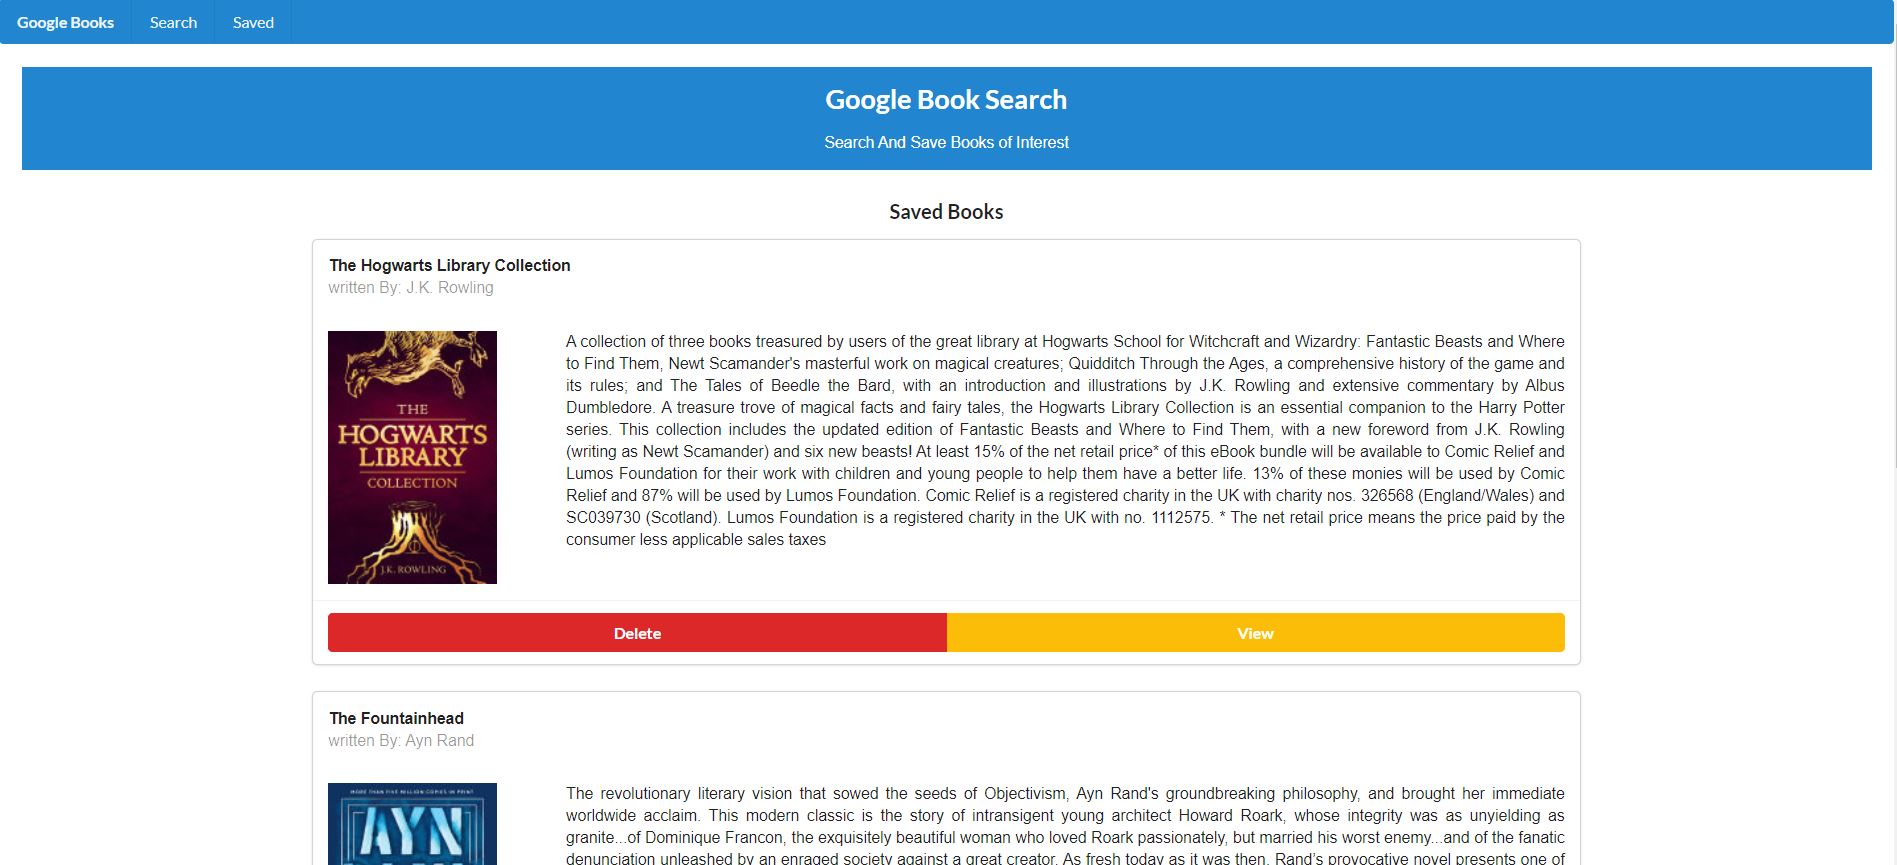 Google Books Search Saved
Google Book Search
Search And Save Books of Interest
Saved Books
The Hogwarts Library Collection
written By: J.K. Rowling
THE
HOGWARTS
LIBRARY
COLLECTION
J.K. ROWLING
A collection of three books treasured by users of the great library at Hogwarts School for Witchcraft and Wizardry: Fantastic Beasts and Where
to Find Them, Newt Scamander's masterful work on magical creatures; Quidditch Through the Ages, a comprehensive history of the game and
its rules; and The Tales of Beedle the Bard, with an introduction and illustrations by J.K. Rowling and extensive commentary by Albus
Dumbledore. A treasure trove of magical facts and fairy tales, the Hogwarts Library Collection is an essential companion to the Harry Potter
series. This collection includes the updated edition of Fantastic Beasts and Where to Find Them, with a new foreword from J.K. Rowling
(writing as Newt Scamander) and six new beasts! At least 15% of the net retail price* of this eBook bundle will be available to Comic Relief and
Lumos Foundation for their work with children and young people to help them have a better life. 13% of these monies will be used by Comic
Relief and 87% will be used by Lumos Foundation. Comic Relief is a registered charity in the UK with charity nos. 326568 (England/Wales) and
SC039730 (Scotland). Lumos Foundation is a registered charity in the UK with no. 1112575. * The net retail price means the price paid by the
consumer less applicable sales taxes
Delete View
The Fountainhead
written By: Ayn Rand
MORE THAN FIVE MILLION COPIES IN PRINT
AYN
The revolutionary literary vision that sowed the seeds of Objectivism, Ayn Rand's groundbreaking philosophy, and brought her immediate
worldwide acclaim. This modern classic is the story of intransigent young architect Howard Roark, whose integrity was as unyielding as
granite...of Dominique Francon, the exquisitely beautiful woman who loved Roark passionately, but married his worst enemy...and of the fanatic
denunciation unleashed by an enraged society against a great creator. As fresh today as it was then, Rand’s provocative novel presents one of